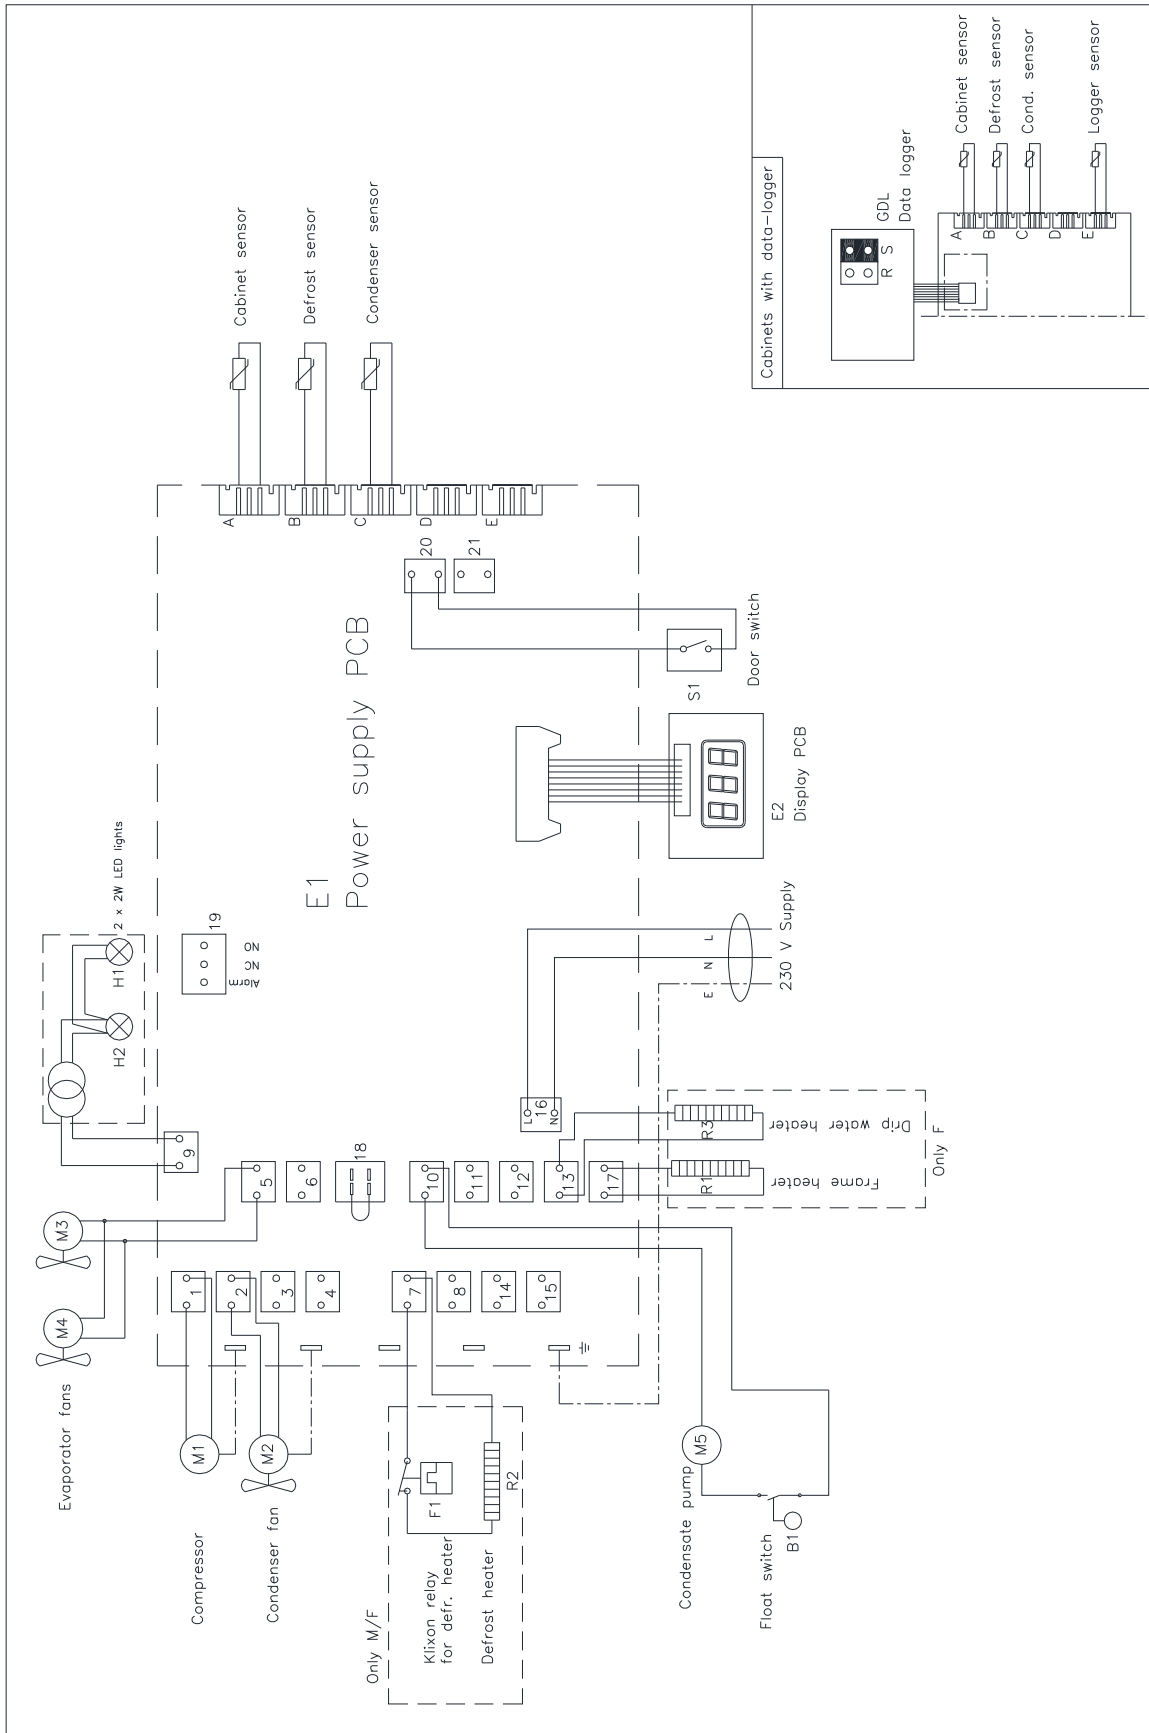 Cabinets with data-logger
GDL
Data logger
R
S
A
B
C
D
E
Cabinet sensor
Defrost sensor
Cond. sensor
Logger sensor
Cabinet sensor
Defrost sensor
Condenser sensor
A
B
C
D
E
20
21
S1
Door switch
E1
Power supply PCB
E2
Display PCB
2 x 2W LED lights
H1
H2
19
NO
NC
Alarm
L
N
E
230 V Supply
L
16
N
9
5
6
18
10
11
12
13
17
R3
Drip water heater
R1
Frame heater
Only F
M3
M4
Evaporator fans
1
2
3
4
7
8
14
15
M1
Compressor
M2
Condenser fan
Only M/F
F1
Klixon relay
for defr. heater
R2
Defrost heater
M5
Condensate pump
B1
Float switch